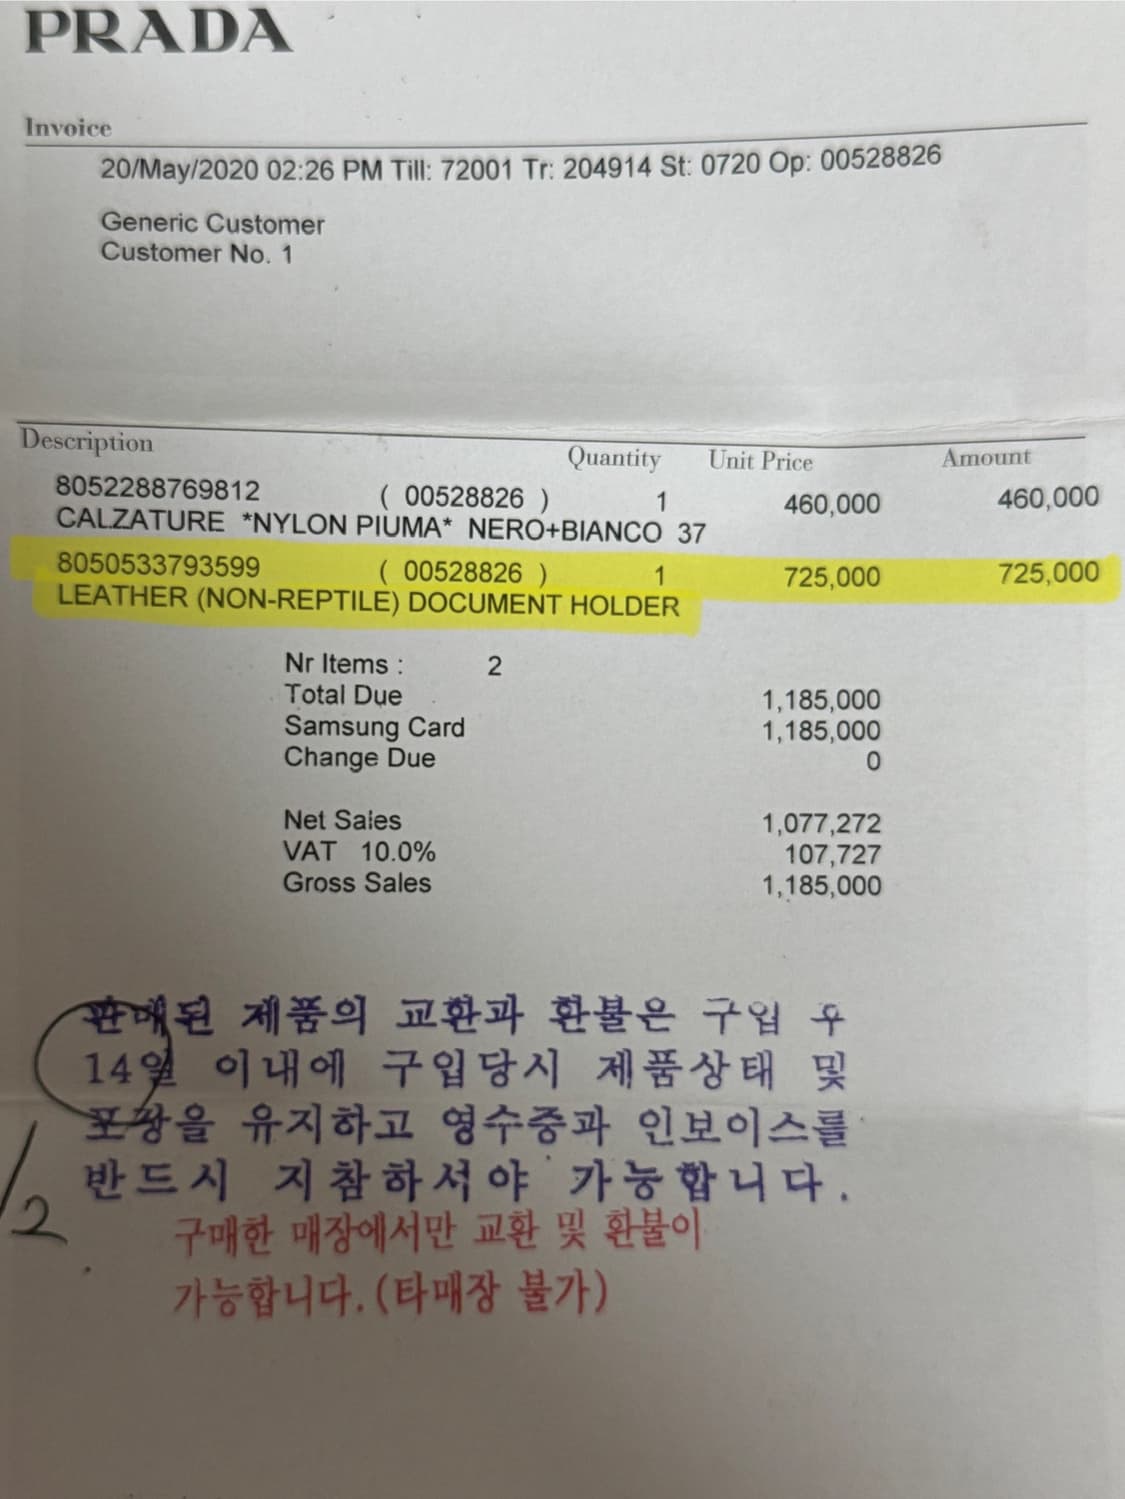 PRADA
Invoice
20/May/2020 02:26 PM Till: 72001 Tr: 204914 St: 0720 Op: 00528826
Generic Customer
Customer No. 1
Description Quantity Unit Price Amount
8052288769812 ( 00528826 ) 1 460,000 460,000
CALZATURE *NYLON PIUMA* NERO+BIANCO 37
8050533793599 ( 00528826 ) 1 725,000 725,000
LEATHER (NON-REPTILE) DOCUMENT HOLDER
Nr Items : 2
Total Due 1,185,000
Samsung Card 1,185,000
Change Due 0
Net Sales 1,077,272
VAT 10.0% 107,727
Gross Sales 1,185,000
판매된 제품의 교환과 환불은 구입 후
14일 이내에 구입당시 제품상태 및
포장을 유지하고 영수증과 인보이스를
반드시 지참하셔야 가능합니다.
/2
구매한 매장에서만 교환 및 환불이
가능합니다.(타매장 불가)